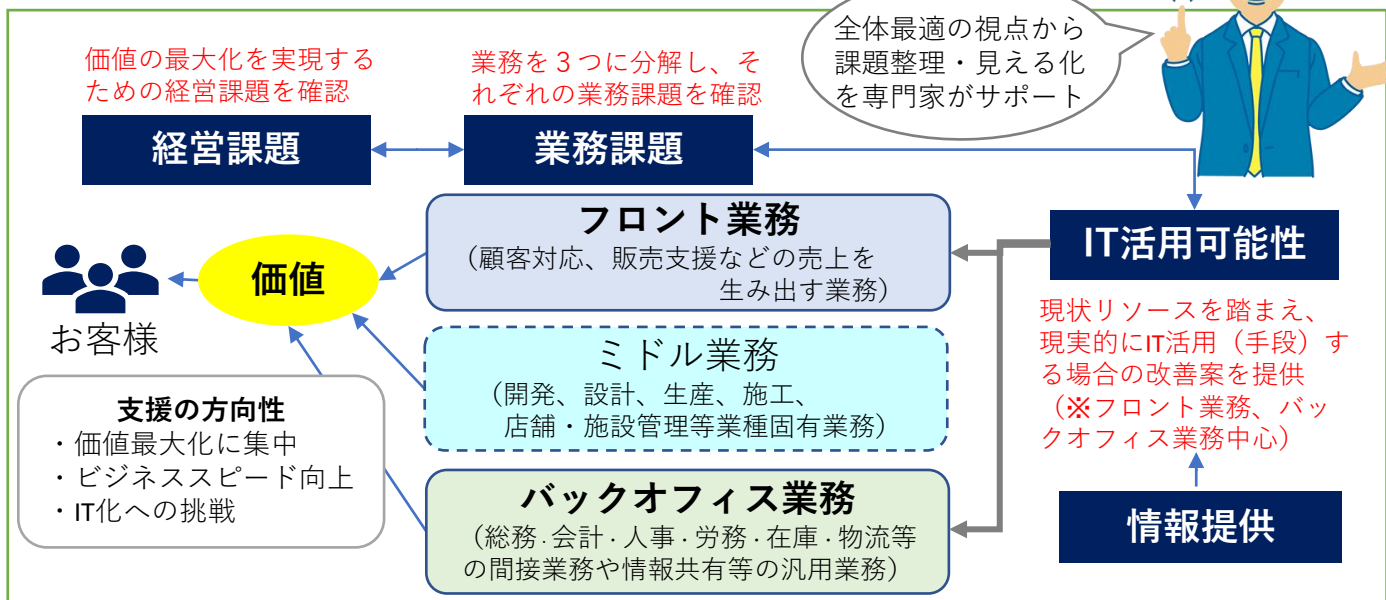 全体最適の視点から
課題整理・見える化
を専門家がサポート
価値の最大化を実現する
ための経営課題を確認
業務を３つに分解し、そ
れぞれの業務課題を確認
経営課題
業務課題
フロント業務
（顧客対応、販売支援などの売上を
生み出す業務）
IT活用可能性
価値
お客様
ミドル業務
（開発、設計、生産、施工、
店舗・施設管理等業種固有業務）
現状リソースを踏まえ、
現実的にIT活用（手段）す
る場合の改善案を提供
（※フロント業務、バッ
クオフィス業務中心）
支援の方向性
・価値最大化に集中
・ビジネススピード向上
・IT化への挑戦
バックオフィス業務
（総務・会計・人事・労務・在庫・物流等
の間接業務や情報共有等の汎用業務）
情報提供